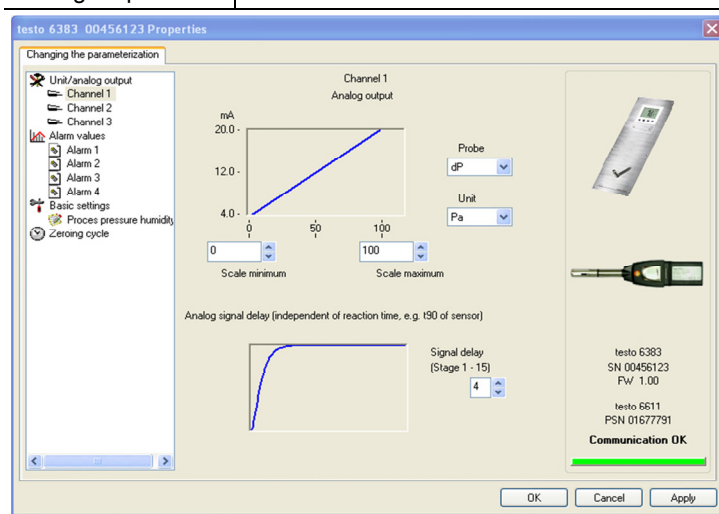 testo 6383 00456123 Properties
Changing the parameterization
Unit/analog output
Channel 1
Channel 2
Channel 3
Alarm values
Alarm 1
Alarm 2
Alarm 3
Alarm 4
Basic settings
Proces pressure humidity
Zeroing cycle
Channel 1
Analog output
mA
20.0 -
12.0 -
4.0 -
0
50
100
0
100
Scale minimum
Scale maximum
Probe
dP
Unit
Pa
Analog signal delay (independent of reaction time, e.g. t90 of sensor)
Signal delay
(Stage 1 - 15)
4
testo 6383
SN 00456123
FW 1.00
testo 6611
PSN 01677791
Communication OK
OK
Cancel
Apply